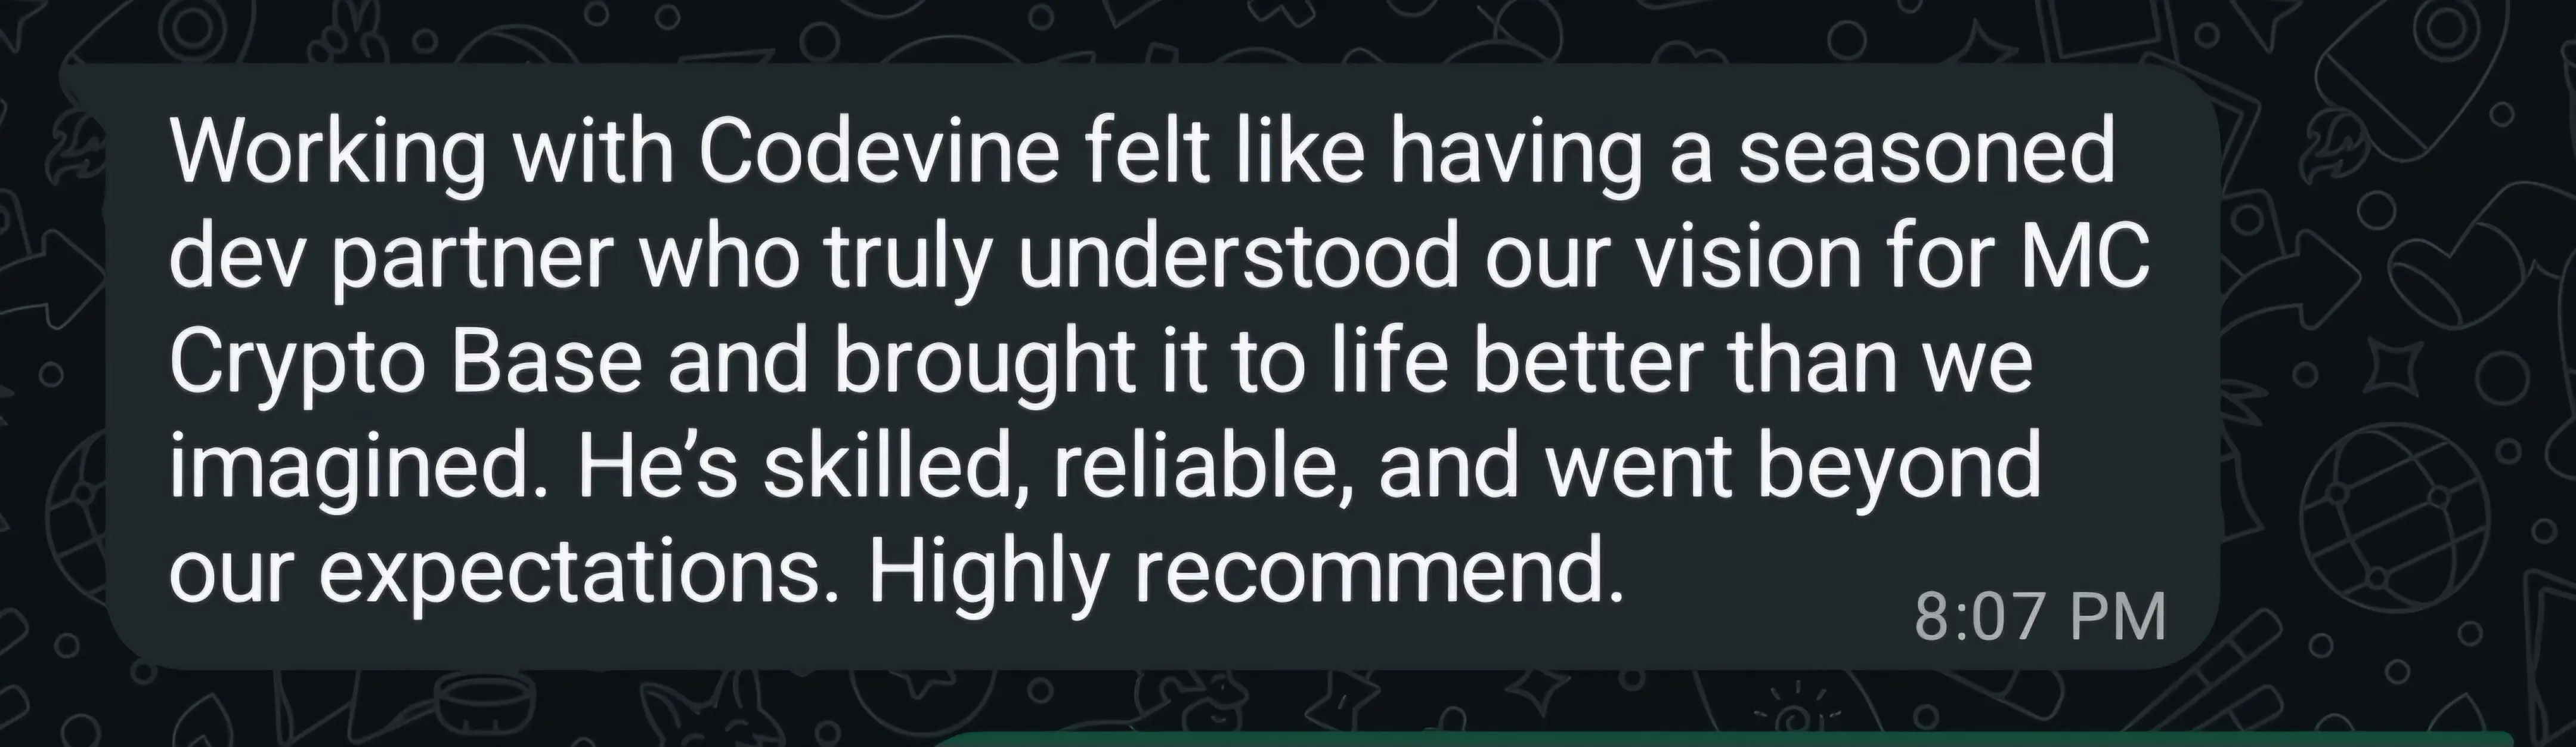 Working with Codevine felt like having a seasoned
dev partner who truly understood our vision for MC
Crypto Base and brought it to life better than we
imagined. He’s skilled, reliable, and went beyond
our expectations. Highly recommend.
8:07 PM